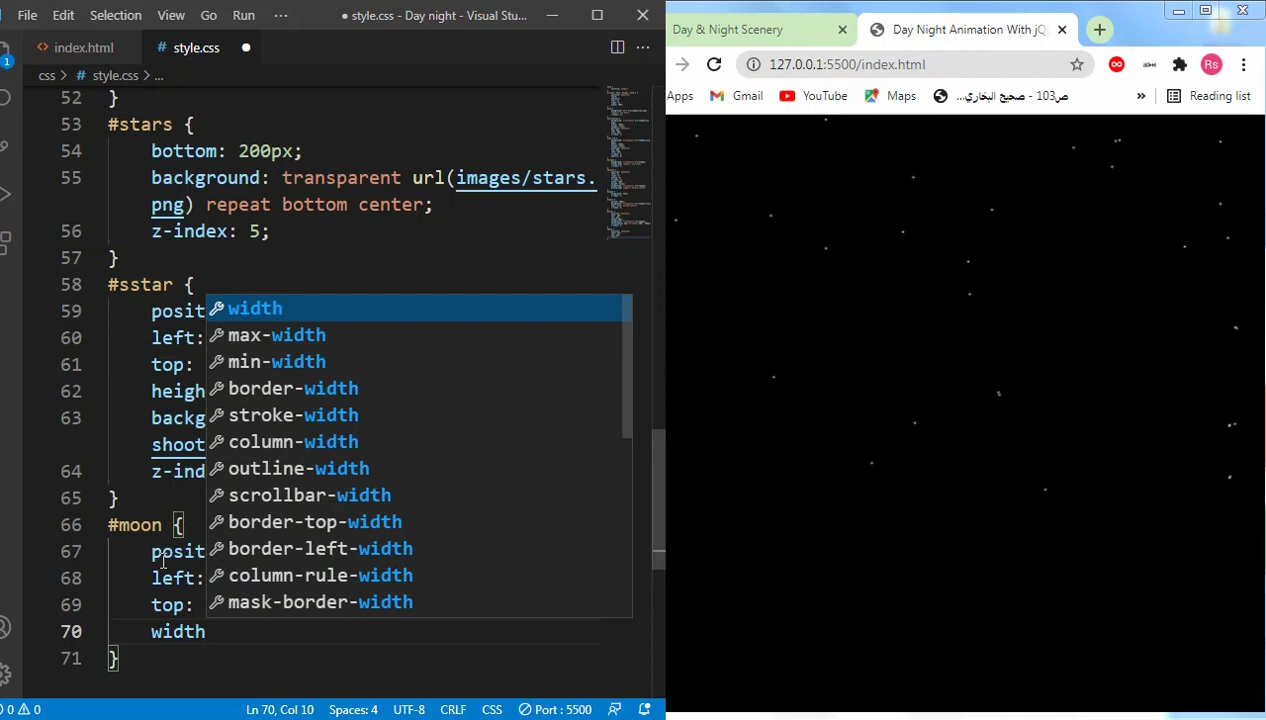 File Edit Selection View Go Run ··· ● style.css - Day night - Visual Stu...
index.html # style.css
css > # style.css > ...
52 }
53 #stars {
54 bottom: 200px;
55 background: transparent url(images/stars.
png) repeat bottom center;
56 z-index: 5;
57 }
58 #sstar {
59 posit
60 left:
61 top:
62 heigh
63 backg
shoot
64 z-ind
65 }
66 #moon {
67 posit
68 left:
69 top:
70 width
71 }
width
max-width
min-width
border-width
stroke-width
column-width
outline-width
scrollbar-width
border-top-width
border-left-width
column-rule-width
mask-border-width
0 0 Ln 70, Col 10 Spaces: 4 UTF-8 CRLF CSS Port : 5500
1
Day & Night Scenery Day Night Animation With jQ
127.0.0.1:5500/index.html Rs
Apps Gmail YouTube Maps ص103 - صحيح البخاري... » Reading list